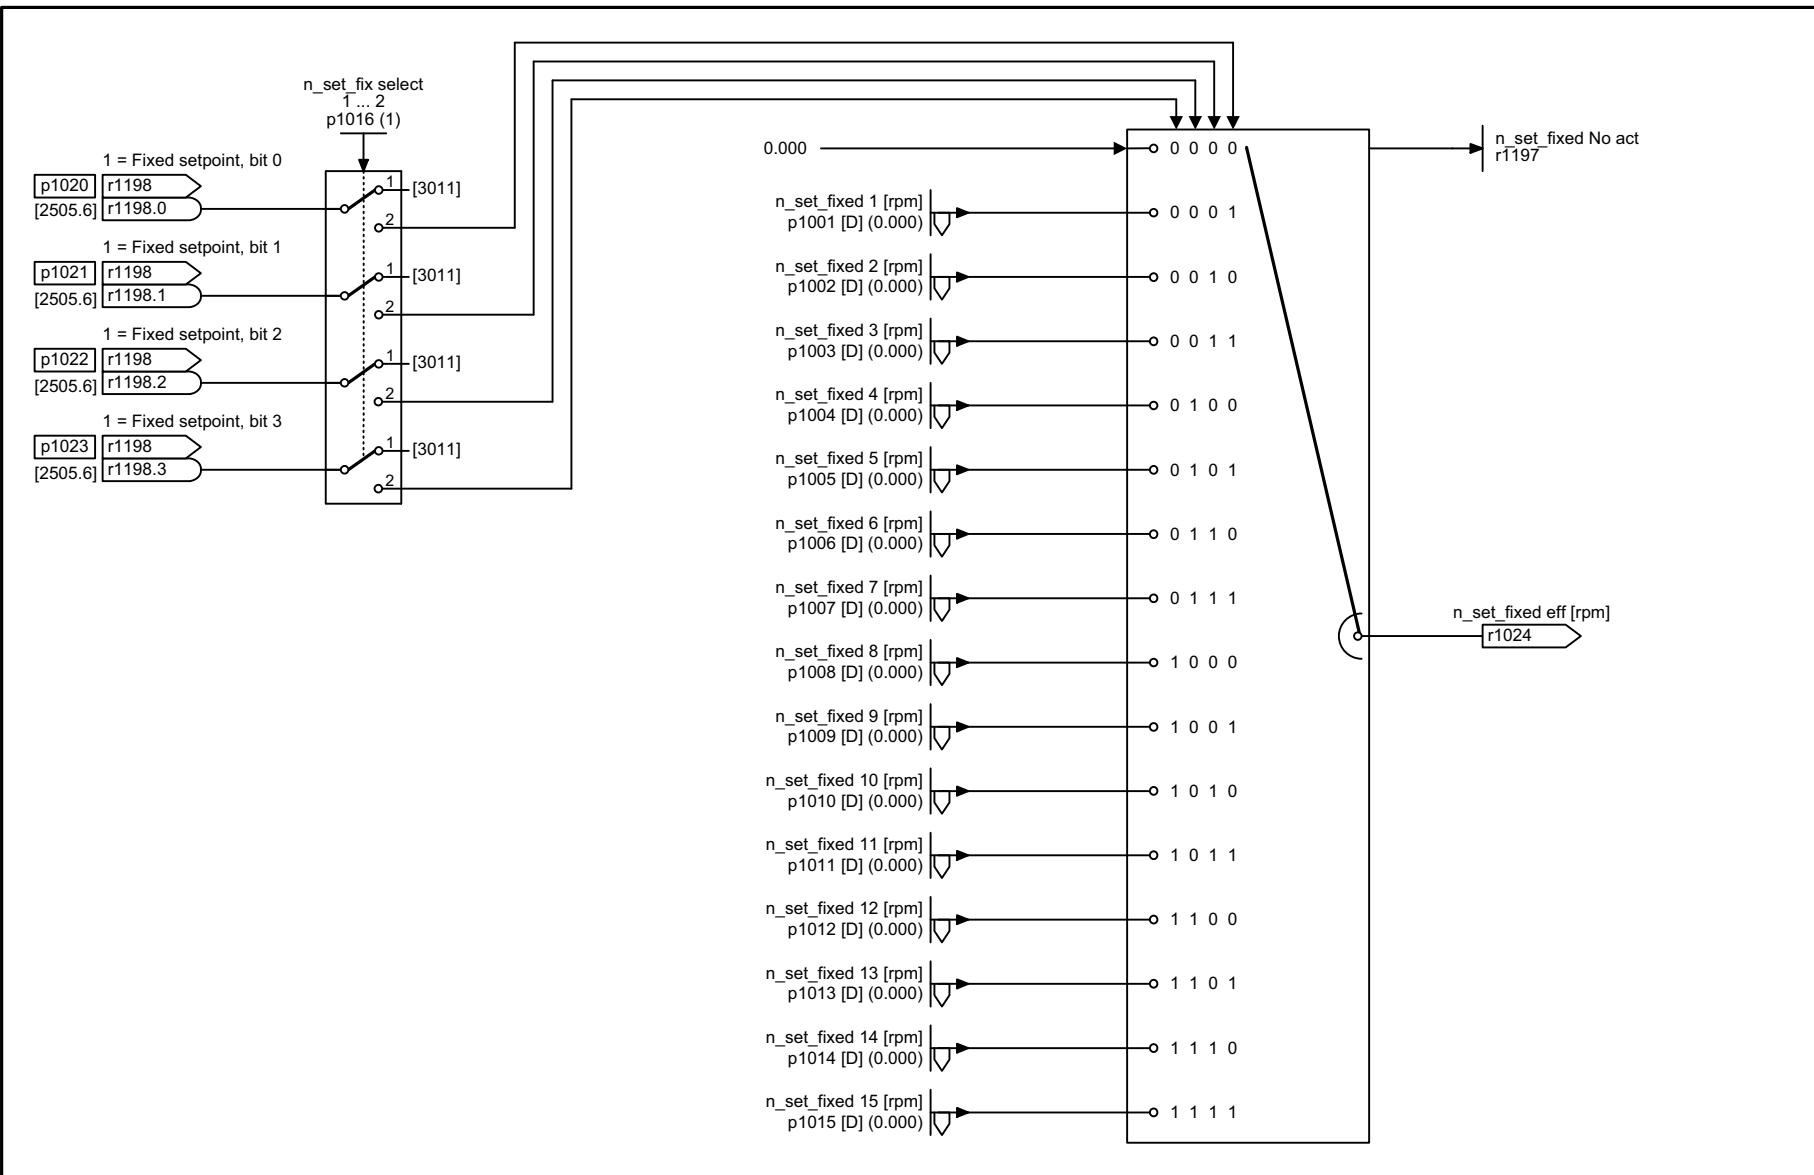 n_set_fix select
1 ... 2
p1016 (1)
1 = Fixed setpoint, bit 0
p1020 r1198
[2505.6] r1198.0
1 [3011]
2
1 = Fixed setpoint, bit 1
p1021 r1198
[2505.6] r1198.1
1 [3011]
2
1 = Fixed setpoint, bit 2
p1022 r1198
[2505.6] r1198.2
1 [3011]
2
1 = Fixed setpoint, bit 3
p1023 r1198
[2505.6] r1198.3
1 [3011]
2
0.000 0 0 0 0
n_set_fixed 1 [rpm]
p1001 [D] (0.000) 0 0 0 1
n_set_fixed 2 [rpm]
p1002 [D] (0.000) 0 0 1 0
n_set_fixed 3 [rpm]
p1003 [D] (0.000) 0 0 1 1
n_set_fixed 4 [rpm]
p1004 [D] (0.000) 0 1 0 0
n_set_fixed 5 [rpm]
p1005 [D] (0.000) 0 1 0 1
n_set_fixed 6 [rpm]
p1006 [D] (0.000) 0 1 1 0
n_set_fixed 7 [rpm]
p1007 [D] (0.000) 0 1 1 1
n_set_fixed 8 [rpm]
p1008 [D] (0.000) 1 0 0 0
n_set_fixed 9 [rpm]
p1009 [D] (0.000) 1 0 0 1
n_set_fixed 10 [rpm]
p1010 [D] (0.000) 1 0 1 0
n_set_fixed 11 [rpm]
p1011 [D] (0.000) 1 0 1 1
n_set_fixed 12 [rpm]
p1012 [D] (0.000) 1 1 0 0
n_set_fixed 13 [rpm]
p1013 [D] (0.000) 1 1 0 1
n_set_fixed 14 [rpm]
p1014 [D] (0.000) 1 1 1 0
n_set_fixed 15 [rpm]
p1015 [D] (0.000) 1 1 1 1
n_set_fixed No act
r1197
n_set_fixed eff [rpm]
r1024